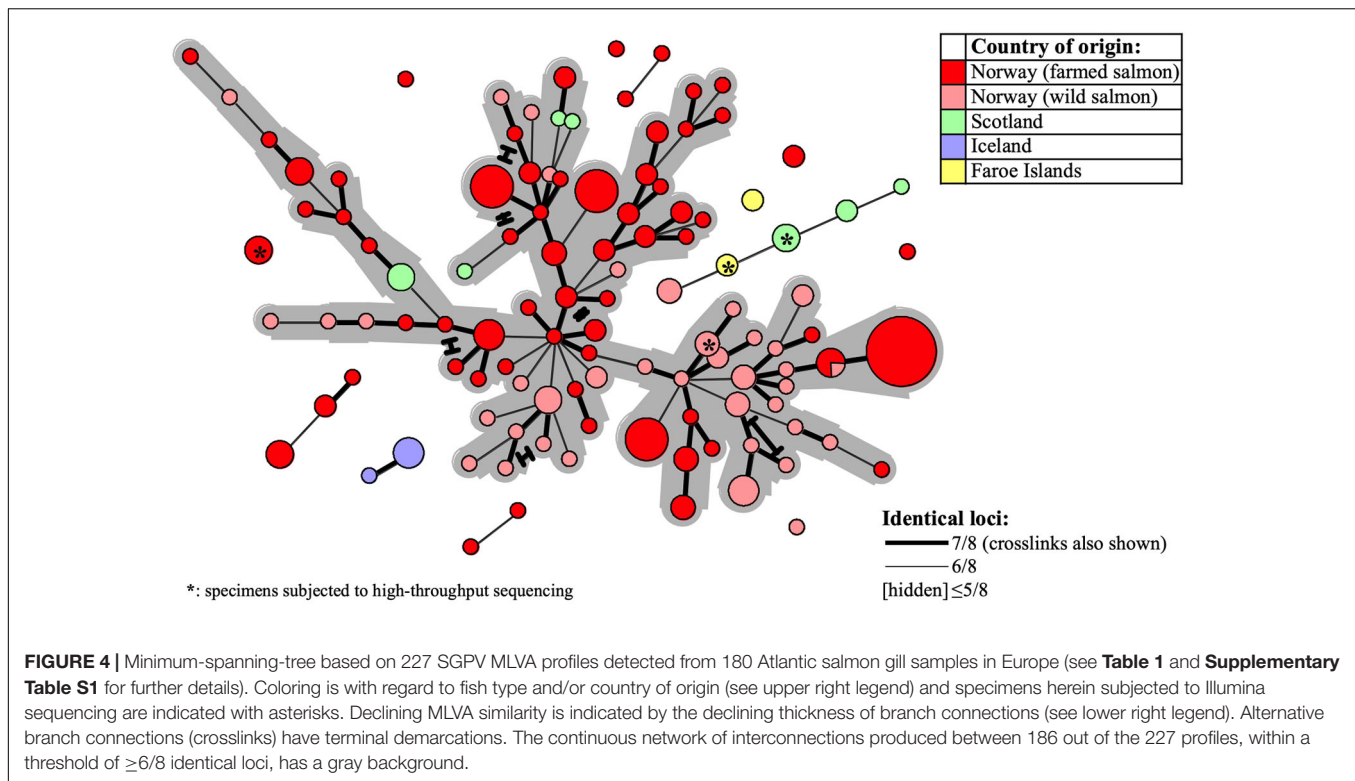 Country of origin:
Norway (farmed salmon)
Norway (wild salmon)
Scotland
Iceland
Faroe Islands
*
*
*
*
Identical loci:
7/8 (crosslinks also shown)
6/8
[hidden] ≤5/8
*: specimens subjected to high-throughput sequencing
FIGURE 4 | Minimum-spanning-tree based on 227 SGPV MLVA profiles detected from 180 Atlantic salmon gill samples in Europe (see Table 1 and Supplementary
Table S1 for further details). Coloring is with regard to fish type and/or country of origin (see upper right legend) and specimens herein subjected to Illumina
sequencing are indicated with asterisks. Declining MLVA similarity is indicated by the declining thickness of branch connections (see lower right legend). Alternative
branch connections (crosslinks) have terminal demarcations. The continuous network of interconnections produced between 186 out of the 227 profiles, within a
threshold of ≥6/8 identical loci, has a gray background.